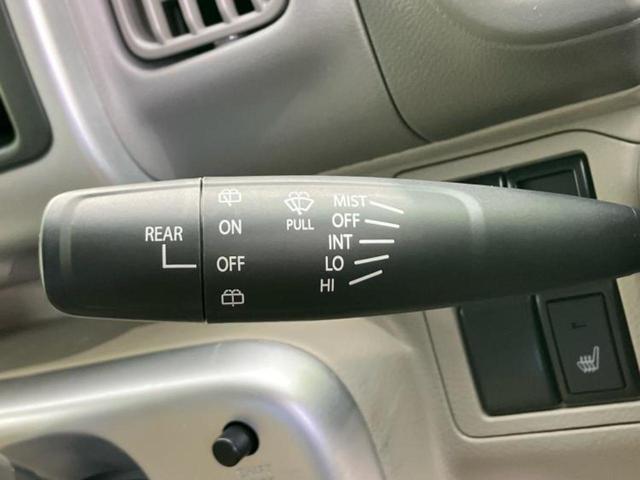 REAR
ON
OFF
PULL
MIST
OFF
INT
LO
HI